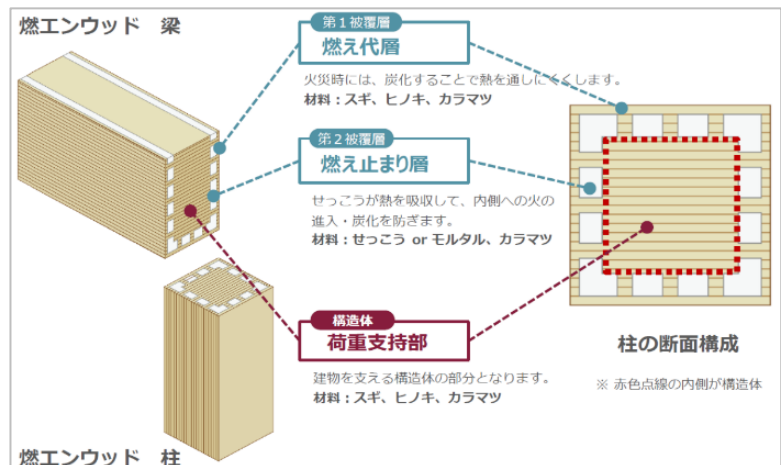 燃エンウッド 梁
第1被覆層
燃え代層
火災時には、炭化することで熱を通しにくくします。
材料：スギ、ヒノキ、カラマツ
第2被覆層
燃え止まり層
せっこうが熱を吸収して、内側への火の
進入・炭化を防ぎます。
材料：せっこう or モルタル、カラマツ
構造体
荷重支持部
建物を支える構造体の部分となります。
材料：スギ、ヒノキ、カラマツ
柱の断面構成
※ 赤色点線の内側が構造体
燃エンウッド 柱